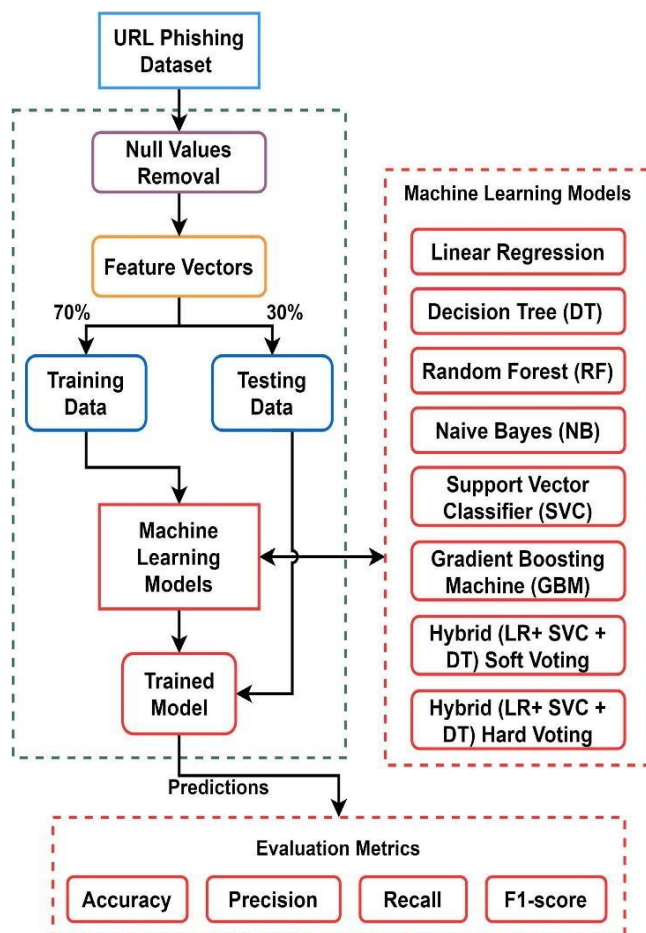 URL Phishing
Dataset
Null Values
Removal
Feature Vectors
70%
30%
Training
Data
Testing
Data
Machine
Learning
Models
Trained
Model
Predictions
Machine Learning Models
Linear Regression
Decision Tree (DT)
Random Forest (RF)
Naive Bayes (NB)
Support Vector
Classifier (SVC)
Gradient Boosting
Machine (GBM)
Hybrid (LR+ SVC +
DT) Soft Voting
Hybrid (LR+ SVC +
DT) Hard Voting
Evaluation Metrics
Accuracy
Precision
Recall
F1-score